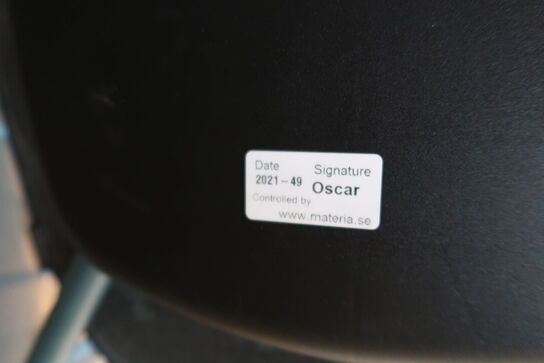 Date Signature
2021-49 Oscar
Controlled by
www.materia.se